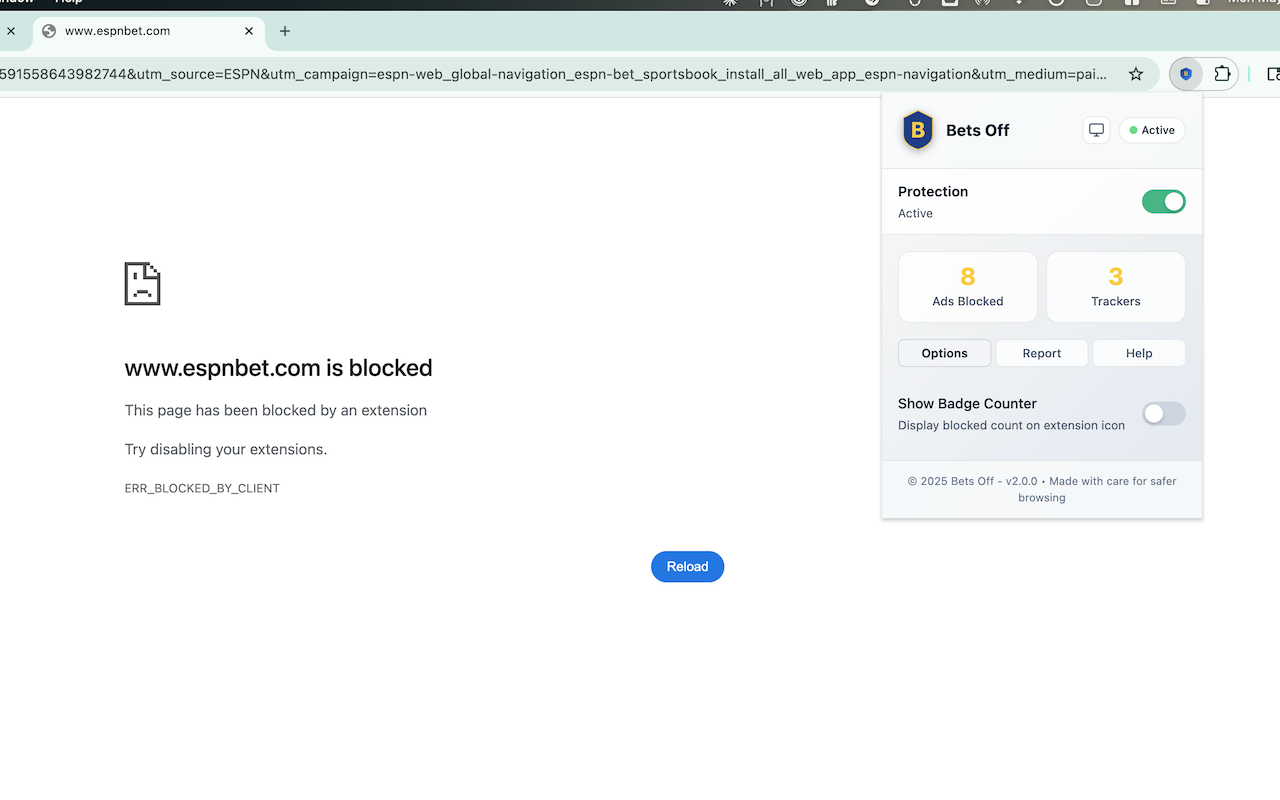 Help
www.espnbet.com
591558643982744&utm_source=ESPN&utm_campaign=espn-web_global-navigation_espn-bet_sportsbook_install_all_web_app_espn-navigation&utm_medium=pai...
B
Bets Off
Active
Protection
Active
8
Ads Blocked
3
Trackers
Options
Report
Help
Show Badge Counter
Display blocked count on extension icon
© 2025 Bets Off - v2.0.0 • Made with care for safer
browsing
www.espnbet.com is blocked
This page has been blocked by an extension
Try disabling your extensions.
ERR_BLOCKED_BY_CLIENT
Reload